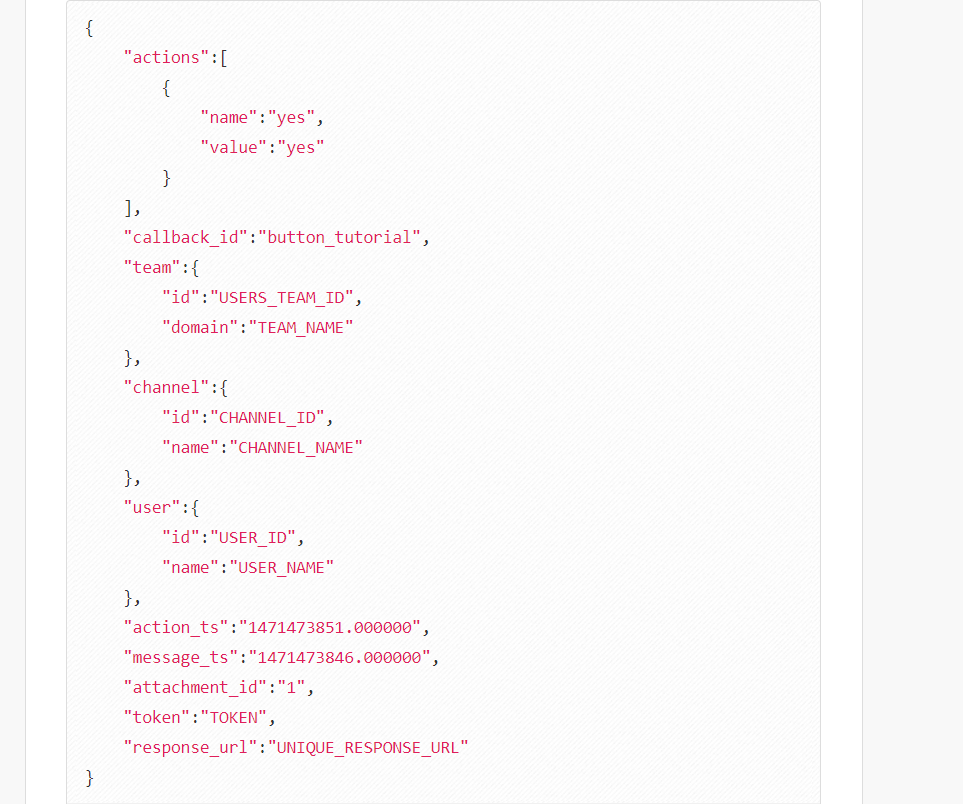 {
    "actions":[
        {
            "name":"yes",
            "value":"yes"
        }
    ],
    "callback_id":"button_tutorial",
    "team":{
        "id":"USERS_TEAM_ID",
        "domain":"TEAM_NAME"
    },
    "channel":{
        "id":"CHANNEL_ID",
        "name":"CHANNEL_NAME"
    },
    "user":{
        "id":"USER_ID",
        "name":"USER_NAME"
    },
    "action_ts":"1471473851.000000",
    "message_ts":"1471473846.000000",
    "attachment_id":"1",
    "token":"TOKEN",
    "response_url":"UNIQUE_RESPONSE_URL"
}